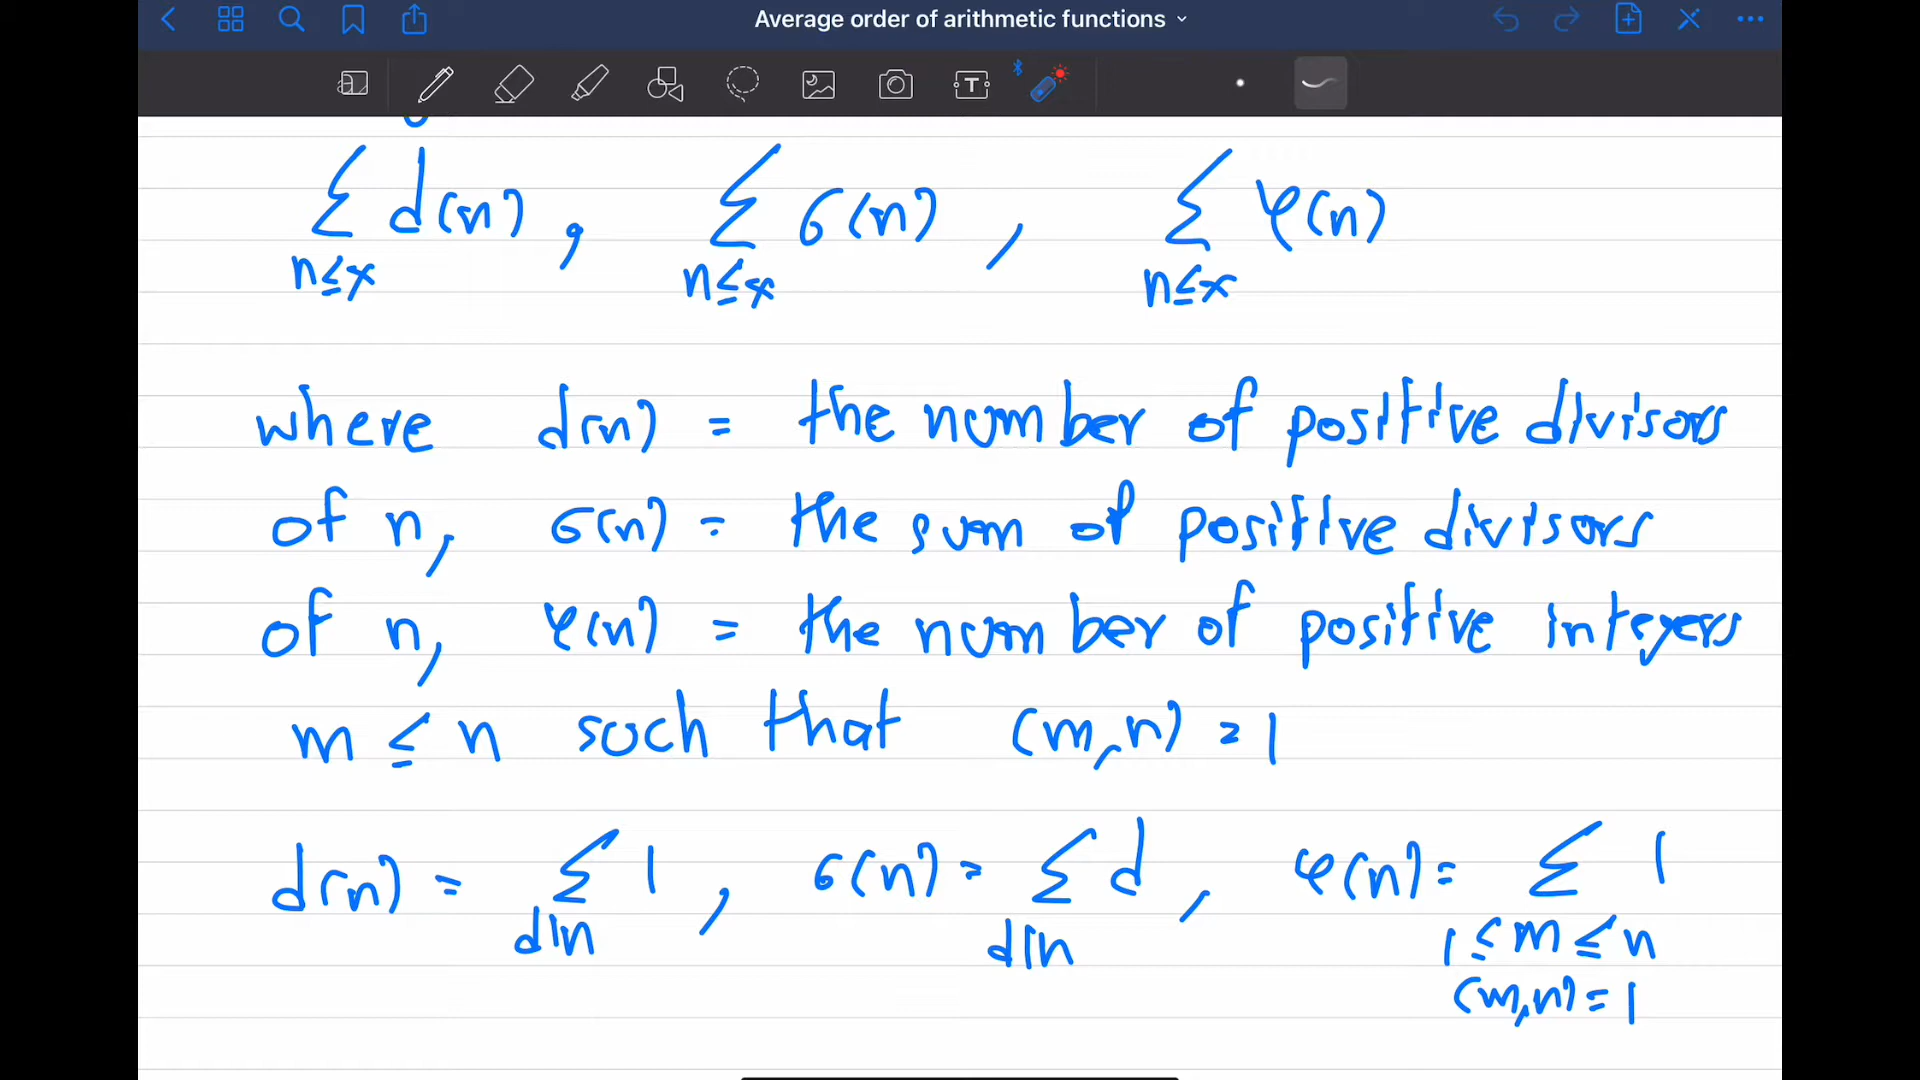 Average order of arithmetic functions
∑ d(n) , ∑ σ(n) , ∑ φ(n)
n≤x n≤x n≤x
where d(n) = the number of positive divisors
of n, σ(n) = the sum of positive divisors
of n, φ(n) = the number of positive integers
m ≤ n such that (m,n) = 1
d(n) = ∑ 1 , σ(n) = ∑ d , φ(n) = ∑ 1
d|n d|n 1≤m≤n
(m,n)=1